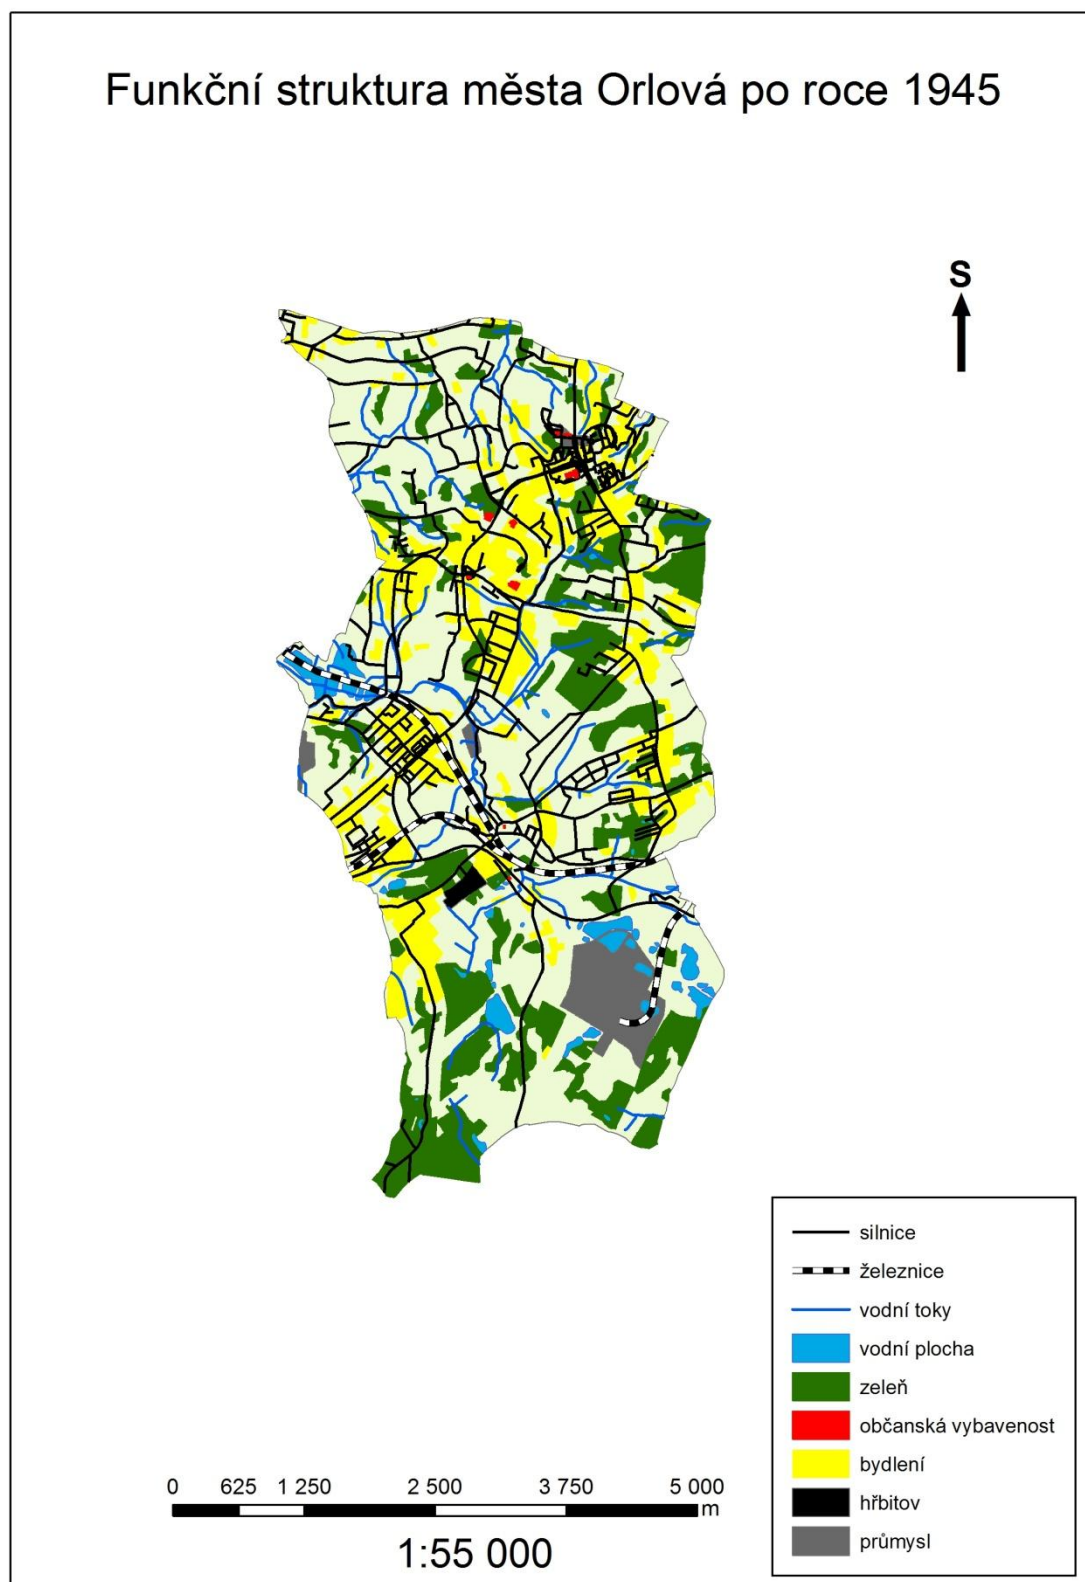 Funkční struktura města Orlová po roce 1945
S
silnice
železnice
vodní toky
vodní plocha
zeleň
občanská vybavenost
bydlení
hřbitov
průmysl
0 625 1 250 2 500 3 750 5 000
m
1:55 000